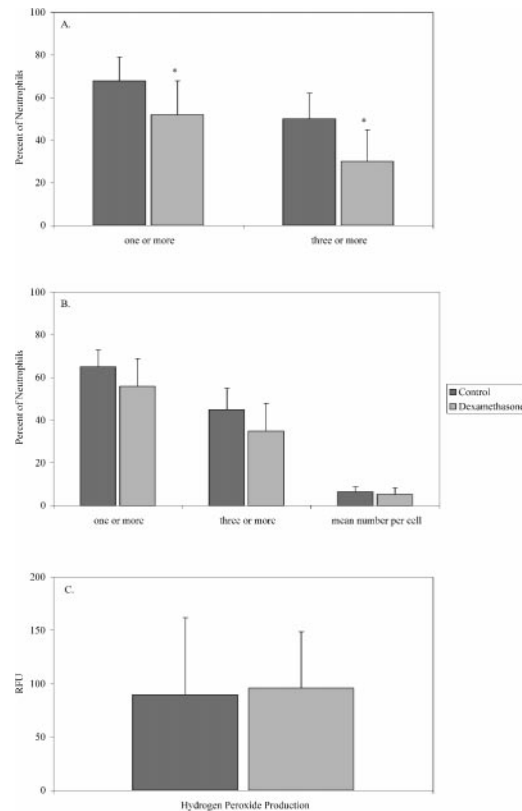 A.
100
80
60
40
20
0
Percent of Neutrophils
*
*
one or more three or more
B.
100
80
60
40
20
0
Percent of Neutrophils
one or more three or more mean number per cell
Control
Dexamethasone
C.
200
150
100
50
0
RFU
Hydrogen Peroxide Production